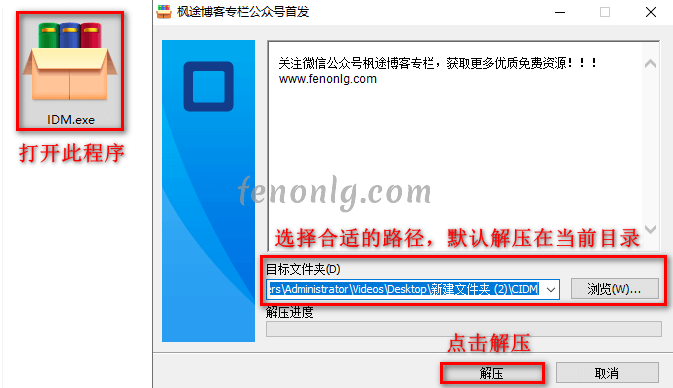 枫途博客专栏公众号首发
IDM.exe
打开此程序
关注微信公众号枫途博客专栏，获取更多优质免费资源！！！
www.fenonlg.com
fenonlg.com
选择合适的路径，默认解压在当前目录
目标文件夹(D)
ers\Administrator\Videos\Desktop\新建文件夹 (2)\CIDM
浏览(W)...
解压进度
点击解压
解压
取消